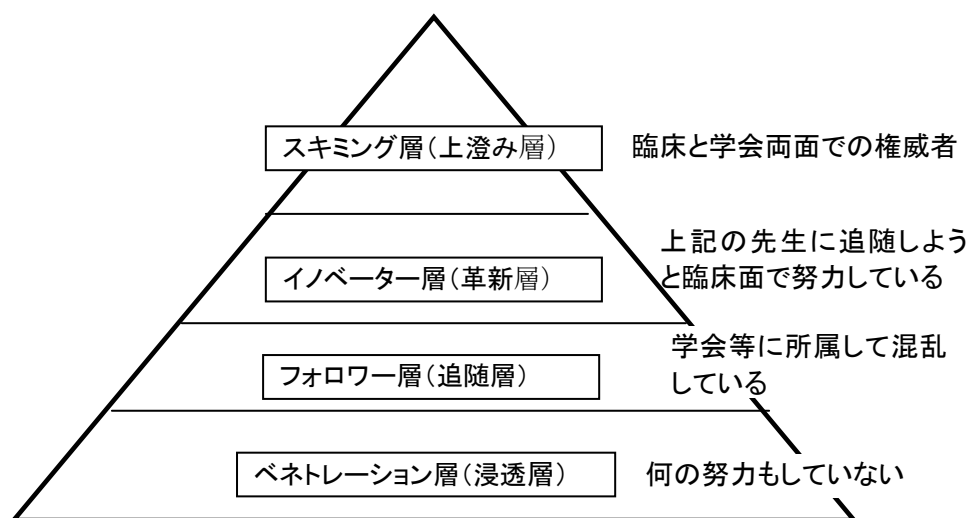 スキミング層（上澄み層）
臨床と学会両面での権威者
イノベーター層（革新層）
上記の先生に追随しよう
と臨床面で努力している
フォロワー層（追随層）
学会等に所属して混乱
している
ベネトレーション層（浸透層）
何の努力もしていない